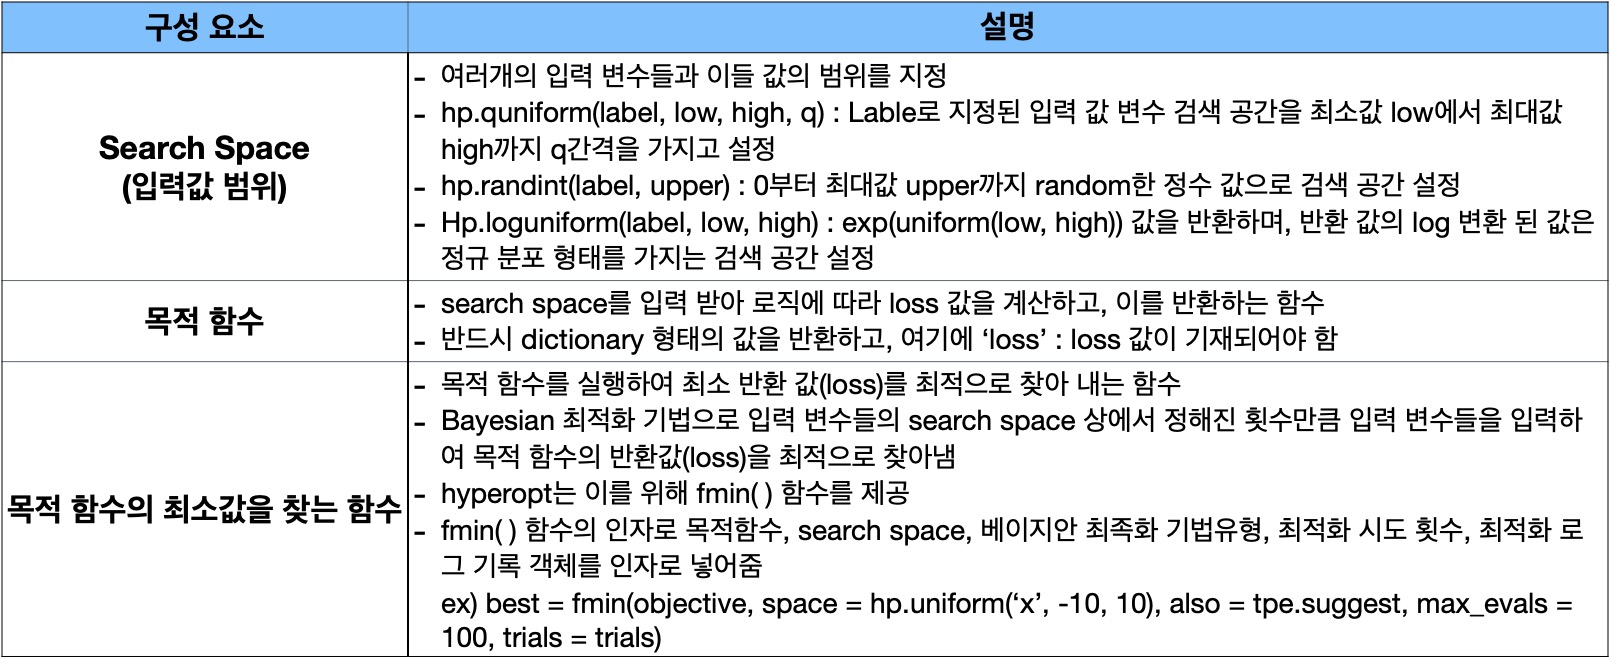 구성 요소
설명
Search Space
(입력값 범위)
- 여러개의 입력 변수들과 이들 값의 범위를 지정
- hp.quniform(label, low, high, q) : Lable로 지정된 입력 값 변수 검색 공간을 최소값 low에서 최대값
high까지 q간격을 가지고 설정
- hp.randint(label, upper) : 0부터 최대값 upper까지 random한 정수 값으로 검색 공간 설정
- Hp.loguniform(label, low, high) : exp(uniform(low, high)) 값을 반환하며, 반환 값의 log 변환 된 값은
정규 분포 형태를 가지는 검색 공간 설정
목적 함수
- search space를 입력 받아 로직에 따라 loss 값을 계산하고, 이를 반환하는 함수
- 반드시 dictionary 형태의 값을 반환하고, 여기에 ‘loss’ : loss 값이 기재되어야 함
목적 함수의 최소값을 찾는 함수
- 목적 함수를 실행하여 최소 반환 값(loss)를 최적으로 찾아 내는 함수
- Bayesian 최적화 기법으로 입력 변수들의 search space 상에서 정해진 횟수만큼 입력 변수들을 입력하
여 목적 함수의 반환값(loss)을 최적으로 찾아냄
- hyperopt는 이를 위해 fmin( ) 함수를 제공
- fmin( ) 함수의 인자로 목적함수, search space, 베이지안 최족화 기법유형, 최적화 시도 횟수, 최적화 로
그 기록 객체를 인자로 넣어줌
ex) best = fmin(objective, space = hp.uniform(‘x’, -10, 10), also = tpe.suggest, max_evals =
100, trials = trials)